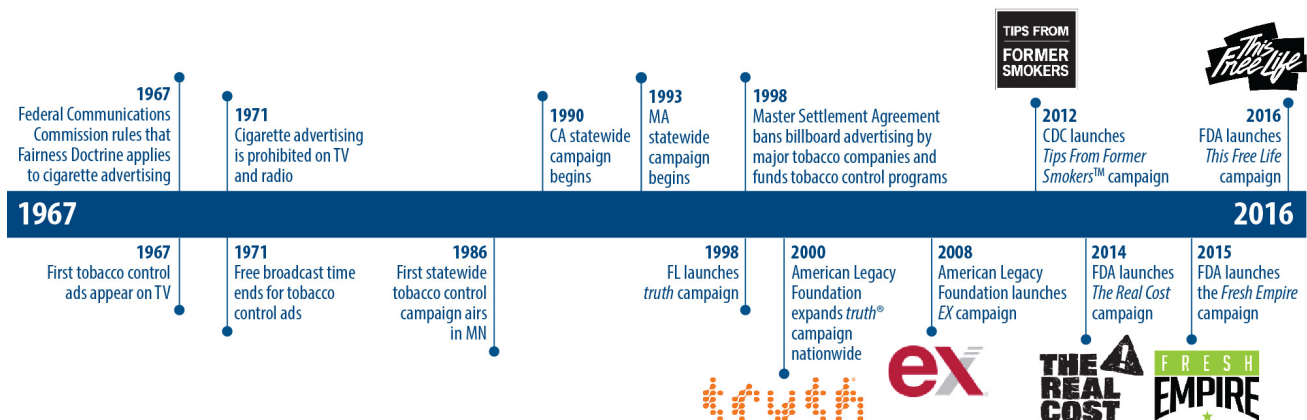 TIPS FROM
FORMER
SMOKERS
This
Free Life
1967
Federal Communications
Commission rules that
Fairness Doctrine applies
to cigarette advertising
1971
Cigarette advertising
is prohibited on TV
and radio
1990
CA statewide
campaign
begins
1993
MA
statewide
campaign
begins
1998
Master Settlement Agreement
bans billboard advertising by
major tobacco companies and
funds tobacco control programs
2012
CDC launches
Tips From Former
Smokers™ campaign
2016
FDA launches
This Free Life
campaign
1967
2016
1967
First tobacco control
ads appear on TV
1971
Free broadcast time
ends for tobacco
control ads
1986
First statewide
tobacco control
campaign airs
in MN
1998
FL launches
truth campaign
2000
American Legacy
Foundation
expands truth®
campaign
nationwide
2008
American Legacy
Foundation launches
EX campaign
2014
FDA launches
The Real Cost
campaign
2015
FDA launches
the Fresh Empire
campaign
truth
ex
THE
REAL
COST
FRESH
EMPIRE